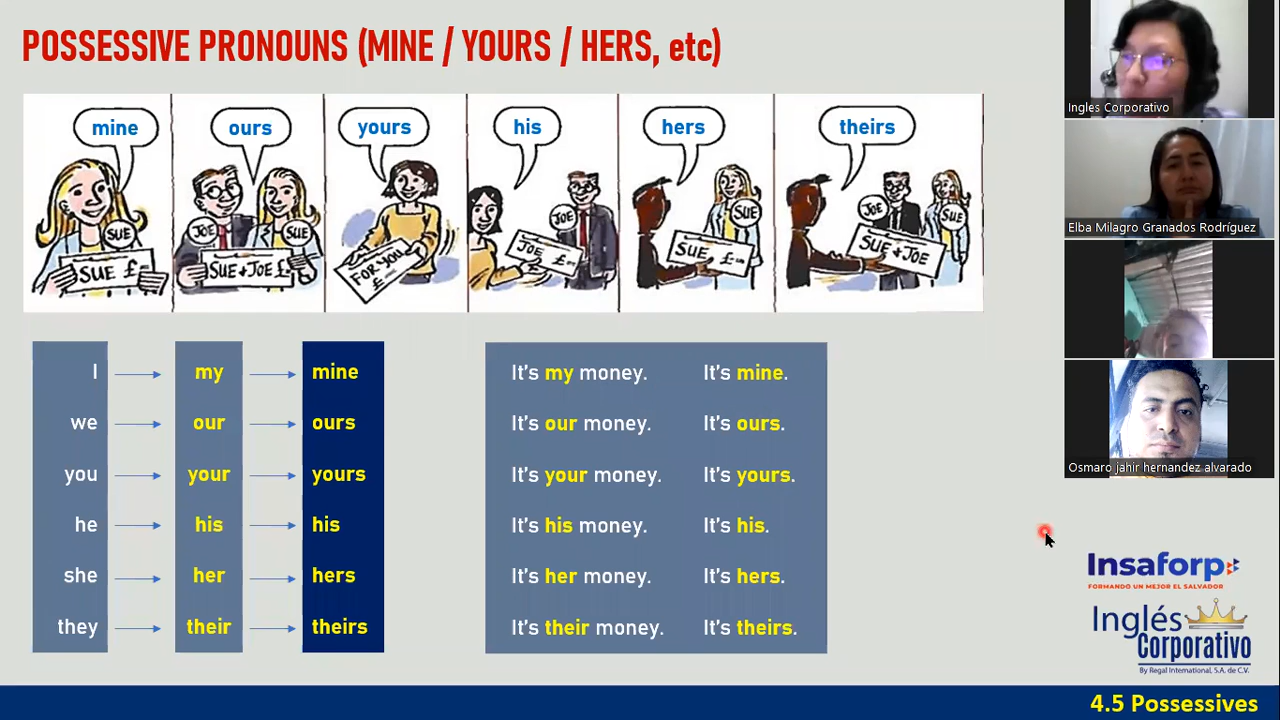 POSSESSIVE PRONOUNS (MINE / YOURS / HERS, etc)
mine
ours
yours
his
hers
theirs
SUE
SUE £
JOE
SUE
SUE+JOE £
FOR YOU
£
JOE
JOE £
SUE
SUE £
JOE
SUE
SUE+JOE
I my mine
we our ours
you your yours
he his his
she her hers
they their theirs
It's my money. It's mine.
It's our money. It's ours.
It's your money. It's yours.
It's his money. It's his.
It's her money. It's hers.
It's their money. It's theirs.
Ingles Corporativo
Elba Milagro Granados Rodríguez
Osmaro jahir hernandez alvarado
Insaforp
FORMANDO UN MEJOR EL SALVADOR
Inglés
Corporativo
By Regal International, S.A. de C.V.
4.5 Possessives